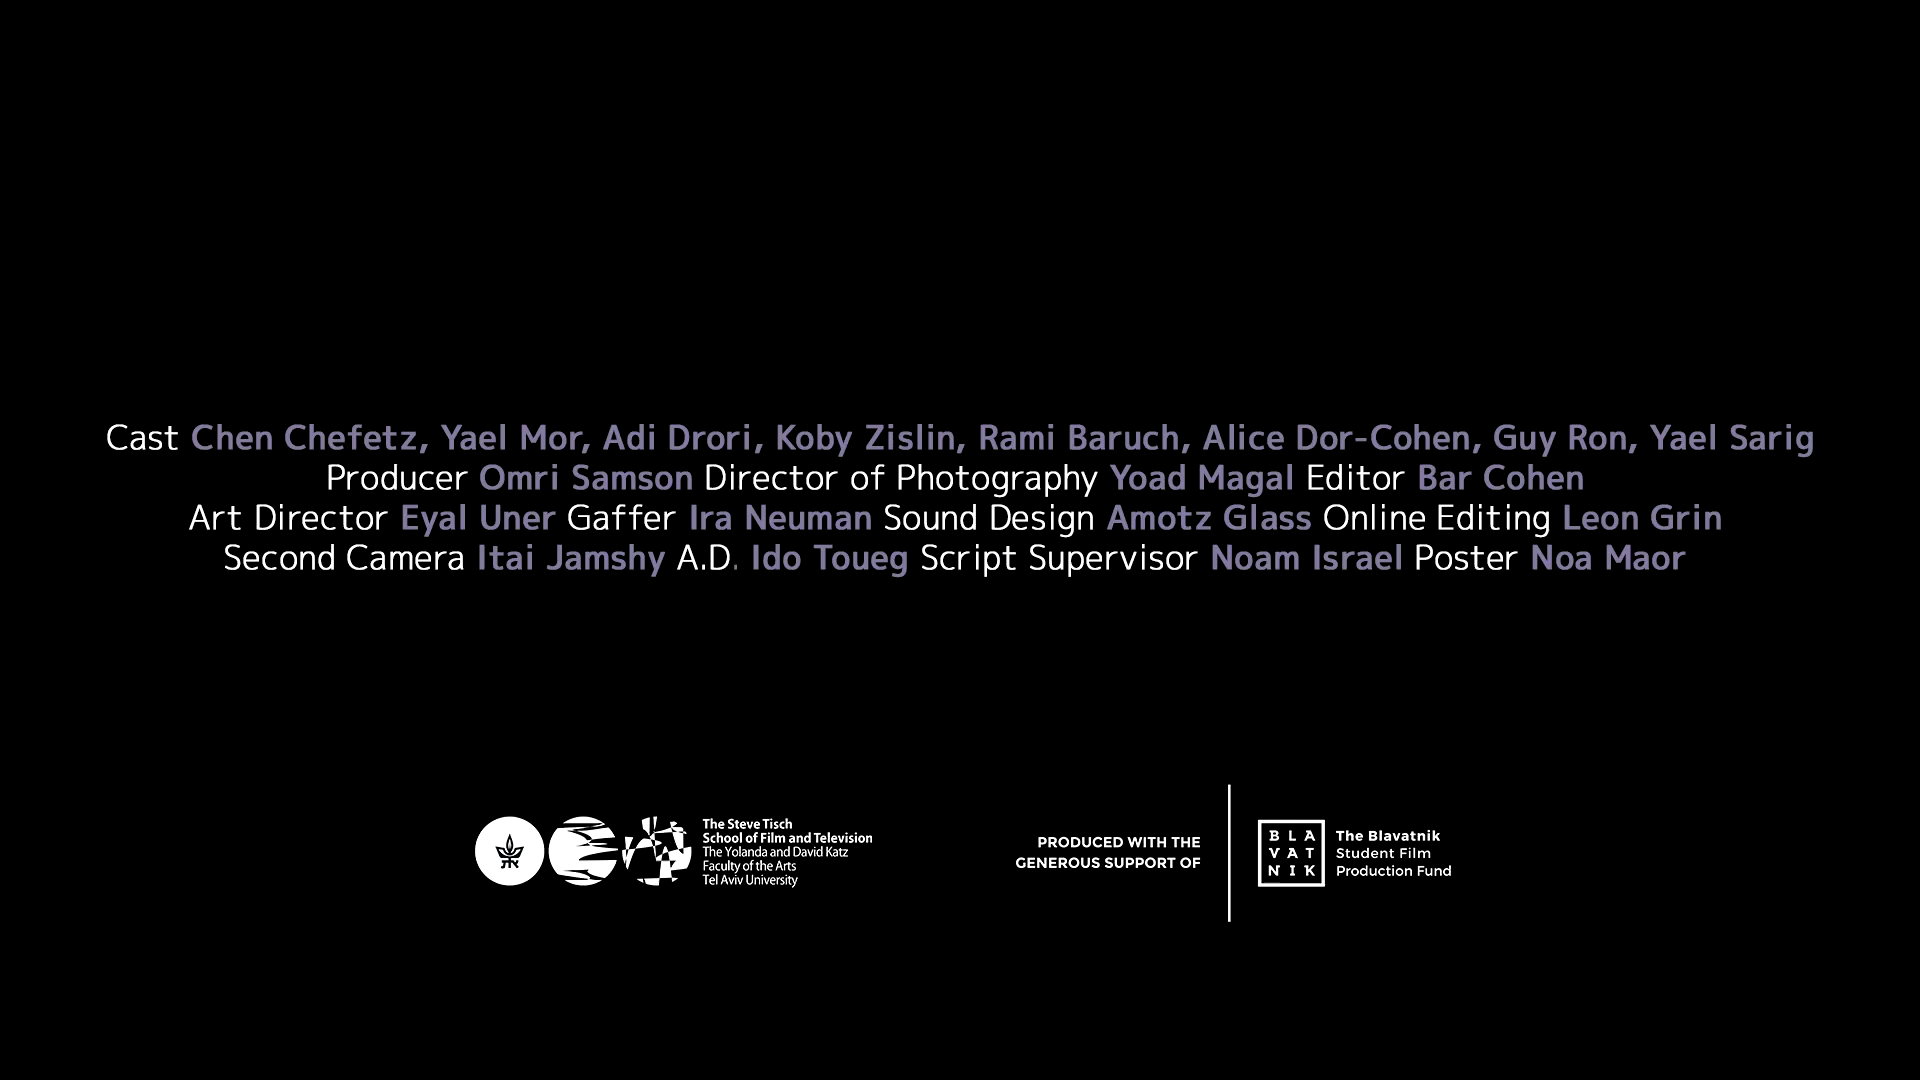 Cast Chen Chefetz, Yael Mor, Adi Drori, Koby Zislin, Rami Baruch, Alice Dor-Cohen, Guy Ron, Yael Sarig
Producer Omri Samson Director of Photography Yoad Magal Editor Bar Cohen
Art Director Eyal Uner Gaffer Ira Neuman Sound Design Amotz Glass Online Editing Leon Grin
Second Camera Itai Jamshy A.D. Ido Toueg Script Supervisor Noam Israel Poster Noa Maor
The Steve Tisch
School of Film and Television
The Yolanda and David Katz
Faculty of the Arts
Tel Aviv University
PRODUCED WITH THE
GENEROUS SUPPORT OF
BLA
VAT
NIK
The Blavatnik
Student Film
Production Fund